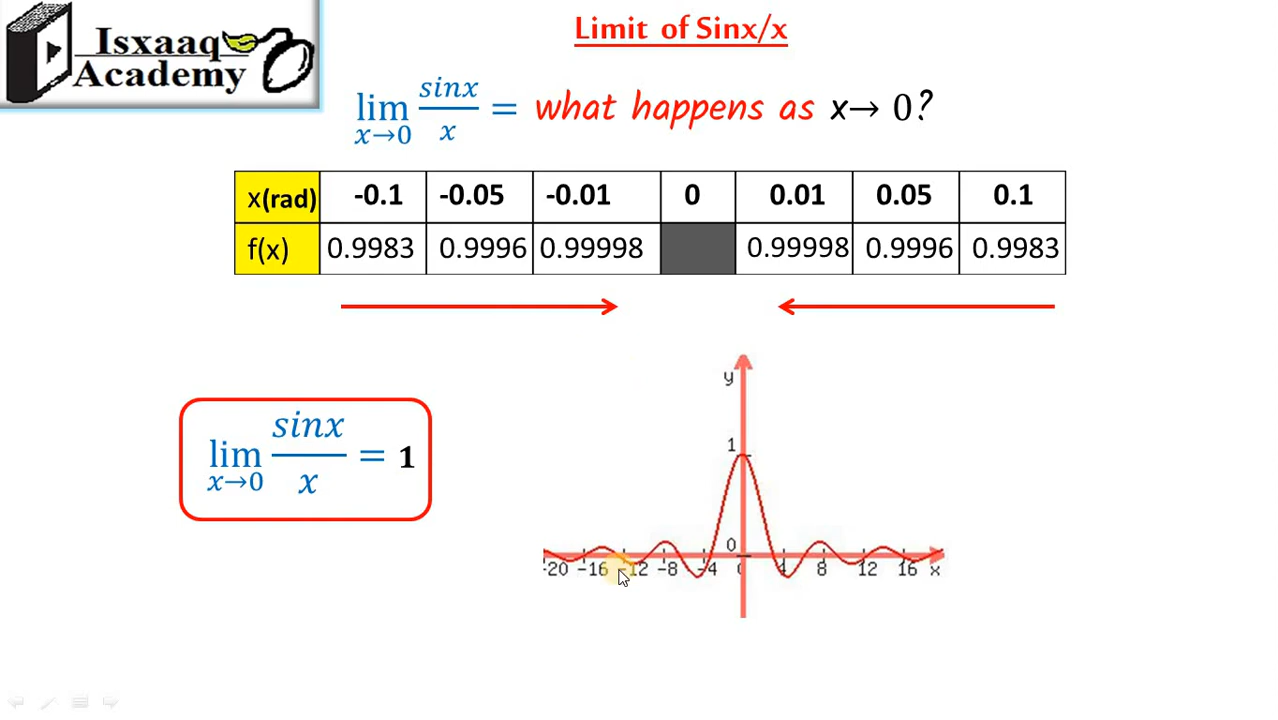 Isxaaq
Academy
Limit of Sinx/x
lim x→0 sinx/x = what happens as x→ 0?
x(rad) -0.1 -0.05 -0.01 0 0.01 0.05 0.1
f(x) 0.9983 0.9996 0.99998 0.99998 0.9996 0.9983
lim x→0 sinx/x = 1
y
1
0
-20 -16 -12 -8 -4 0 4 8 12 16 x